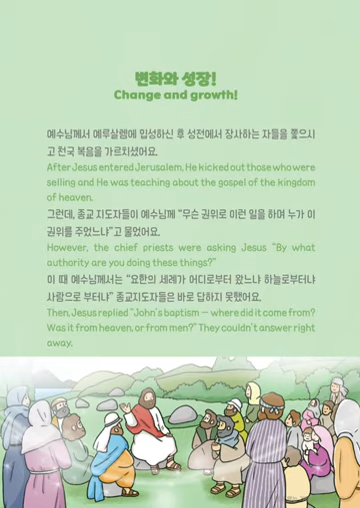 변화와 성장!
Change and growth!
예수님께서 예루살렘에 입성하신 후 성전에서 장사하는 자들을 쫓으시
고 천국 복음을 가르치셨어요.
After Jesus entered Jerusalem, He kicked out those who were
selling and He was teaching about the gospel of the kingdom
of heaven.
그런데, 종교 지도자들이 예수님께 "무슨 권위로 이런 일을 하며 누가 이
권위를 주었느냐"고 물었어요.
However, the chief priests were asking Jesus "By what
authority are you doing these things?"
이 때 예수님께서는 "요한의 세례가 어디로부터 왔느냐 하늘로부터냐
사람으로 부터냐" 종교지도자들은 바로 답하지 못했어요.
Then, Jesus replied "John's baptism – where did it come from?
Was it from heaven, or from men?" They couldn't answer right
away.